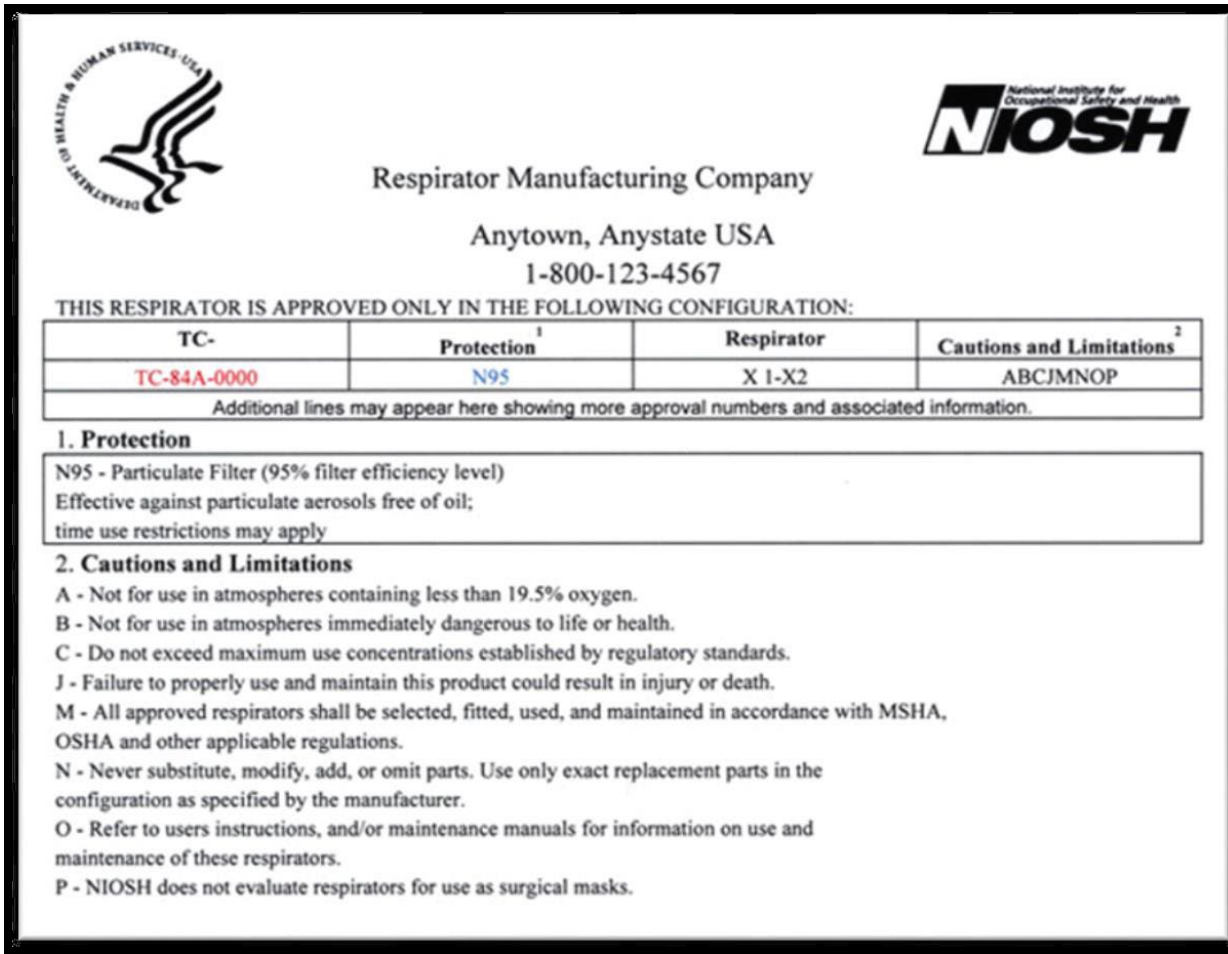 DEPARTMENT OF HEALTH & HUMAN SERVICES·USA
National Institute for
Occupational Safety and Health
NIOSH
Respirator Manufacturing Company
Anytown, Anystate USA
1-800-123-4567
THIS RESPIRATOR IS APPROVED ONLY IN THE FOLLOWING CONFIGURATION:
TC- Protection1 Respirator Cautions and Limitations2
TC-84A-0000 N95 X 1-X2 ABCJMNOP
Additional lines may appear here showing more approval numbers and associated information.
1. Protection
N95 - Particulate Filter (95% filter efficiency level)
Effective against particulate aerosols free of oil;
time use restrictions may apply
2. Cautions and Limitations
A - Not for use in atmospheres containing less than 19.5% oxygen.
B - Not for use in atmospheres immediately dangerous to life or health.
C - Do not exceed maximum use concentrations established by regulatory standards.
J - Failure to properly use and maintain this product could result in injury or death.
M - All approved respirators shall be selected, fitted, used, and maintained in accordance with MSHA,
OSHA and other applicable regulations.
N - Never substitute, modify, add, or omit parts. Use only exact replacement parts in the
configuration as specified by the manufacturer.
O - Refer to users instructions, and/or maintenance manuals for information on use and
maintenance of these respirators.
P - NIOSH does not evaluate respirators for use as surgical masks.